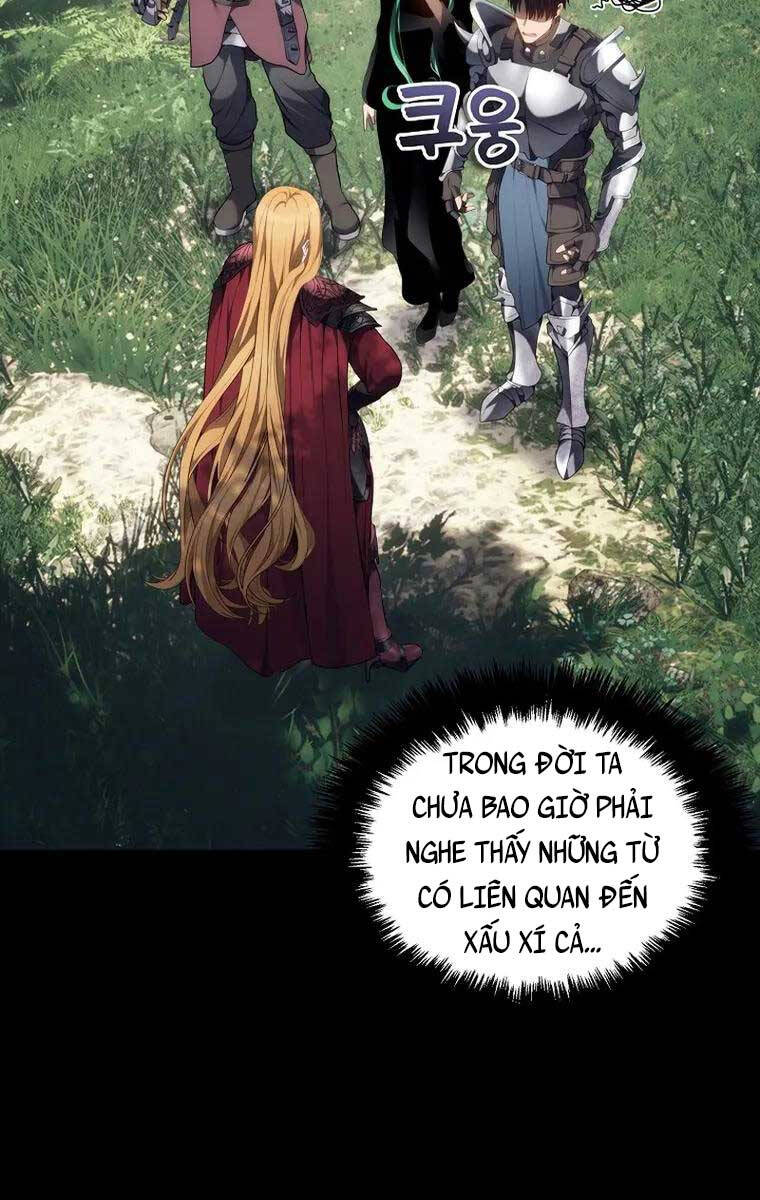 쿠웅
TRONG ĐỜI TA
CHƯA BAO GIỜ PHẢI
NGHE THẤY NHỮNG TỪ
CÓ LIÊN QUAN ĐẾN
XẤU XÍ CẢ...